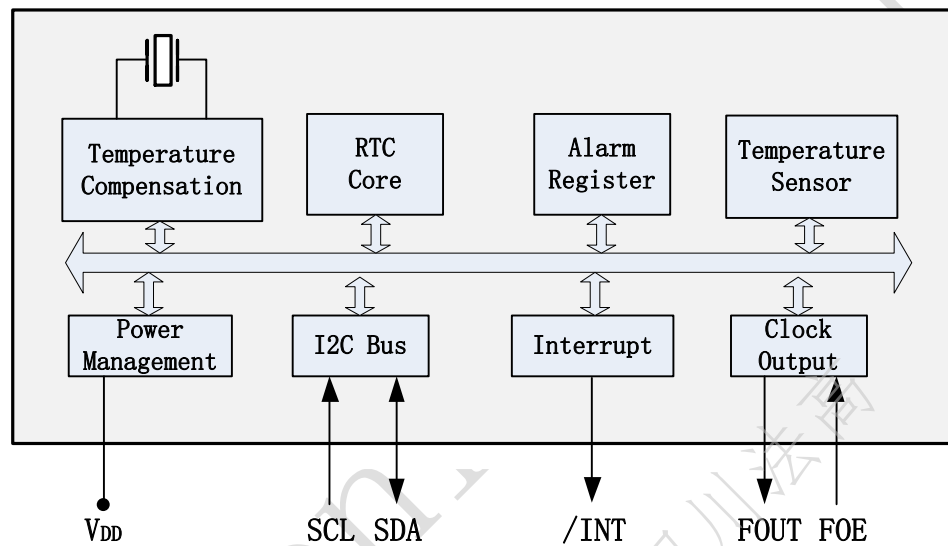 Temperature
Compensation
RTC
Core
Alarm
Register
Temperature
Sensor
Power
Management
I2C Bus
Interrupt
Clock
Output
VDD
SCL SDA
/INT
FOUT FOE